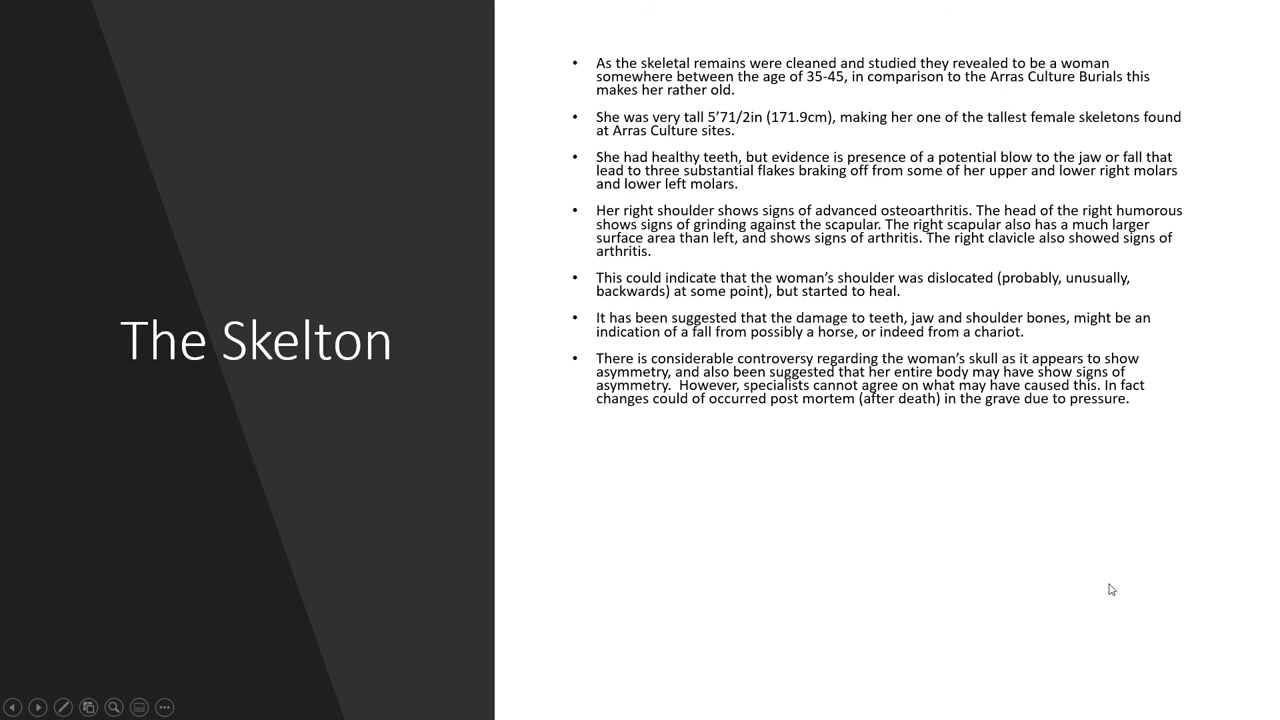 The Skelton
• As the skeletal remains were cleaned and studied they revealed to be a woman
somewhere between the age of 35-45, in comparison to the Arras Culture Burials this
makes her rather old.
• She was very tall 5’71/2in (171.9cm), making her one of the tallest female skeletons found
at Arras Culture sites.
• She had healthy teeth, but evidence is presence of a potential blow to the jaw or fall that
lead to three substantial flakes braking off from some of her upper and lower right molars
and lower left molars.
• Her right shoulder shows signs of advanced osteoarthritis. The head of the right humorous
shows signs of grinding against the scapular. The right scapular also has a much larger
surface area than left, and shows signs of arthritis. The right clavicle also showed signs of
arthritis.
• This could indicate that the woman’s shoulder was dislocated (probably, unusually,
backwards) at some point), but started to heal.
• It has been suggested that the damage to teeth, jaw and shoulder bones, might be an
indication of a fall from possibly a horse, or indeed from a chariot.
• There is considerable controversy regarding the woman’s skull as it appears to show
asymmetry, and also been suggested that her entire body may have show signs of
asymmetry.  However, specialists cannot agree on what may have caused this. In fact
changes could of occurred post mortem (after death) in the grave due to pressure.